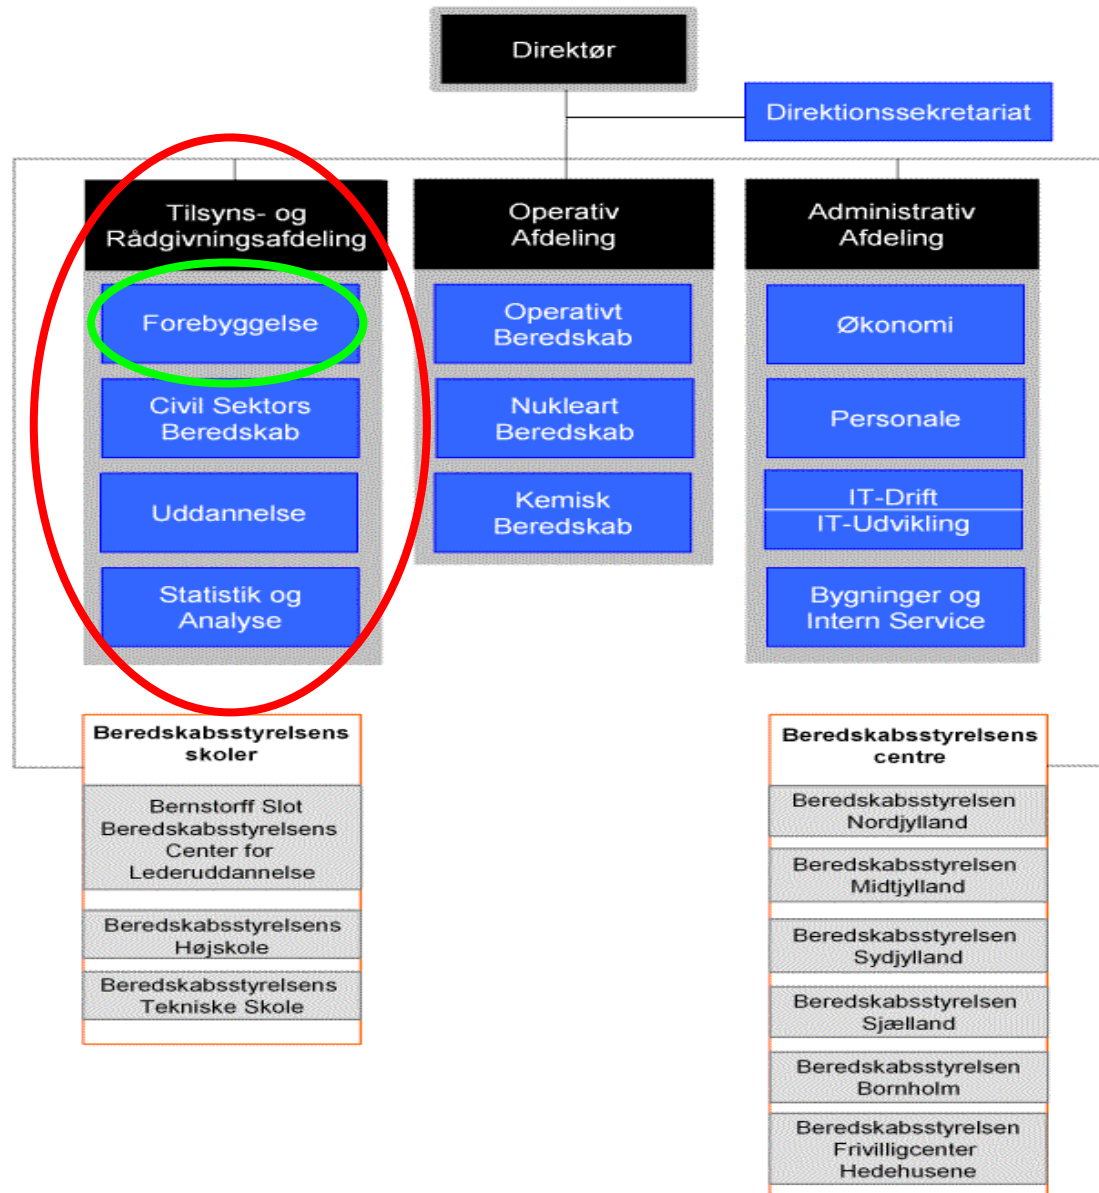 Direktør
Direktionssekretariat
Tilsyns- og
Rådgivningsafdeling
Forebyggelse
Civil Sektors
Beredskab
Uddannelse
Statistik og
Analyse
Operativ
Afdeling
Operativt
Beredskab
Nukleart
Beredskab
Kemisk
Beredskab
Administrativ
Afdeling
Økonomi
Personale
IT-Drift
IT-Udvikling
Bygninger og
Intern Service
Beredskabsstyrelsens
skoler
Bernstorff Slot
Beredskabsstyrelsens
Center for
Lederuddannelse
Beredskabsstyrelsens
Højskole
Beredskabsstyrelsens
Tekniske Skole
Beredskabsstyrelsens
centre
Beredskabsstyrelsen
Nordjylland
Beredskabsstyrelsen
Midtjylland
Beredskabsstyrelsen
Sydjylland
Beredskabsstyrelsen
Sjælland
Beredskabsstyrelsen
Bornholm
Beredskabsstyrelsen
Frivilligcenter
Hedehusene